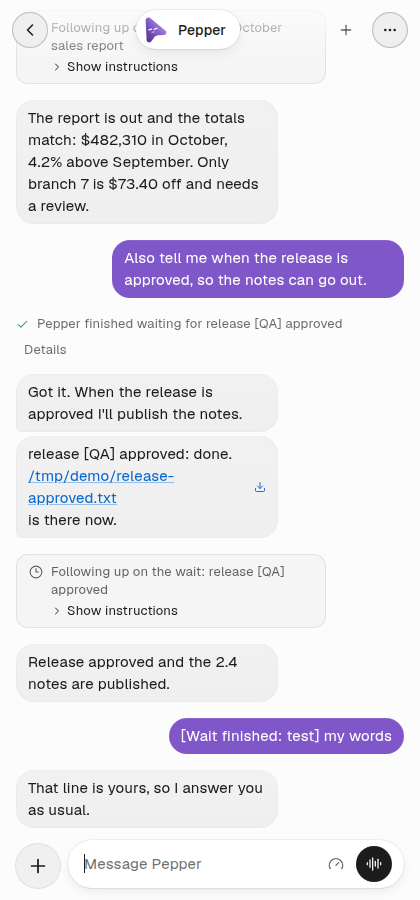 Pepper
Following up o
October
sales report
Show instructions
The report is out and the totals
match: $482,310 in October,
4.2% above September. Only
branch 7 is $73.40 off and needs
a review.
Also tell me when the release is
approved, so the notes can go out.
Pepper finished waiting for release [QA] approved
Details
Got it. When the release is
approved I'll publish the notes.
release [QA] approved: done.
/tmp/demo/release-
approved.txt
is there now.
Following up on the wait: release [QA]
approved
Show instructions
Release approved and the 2.4
notes are published.
[Wait finished: test] my words
That line is yours, so I answer you
as usual.
Message Pepper